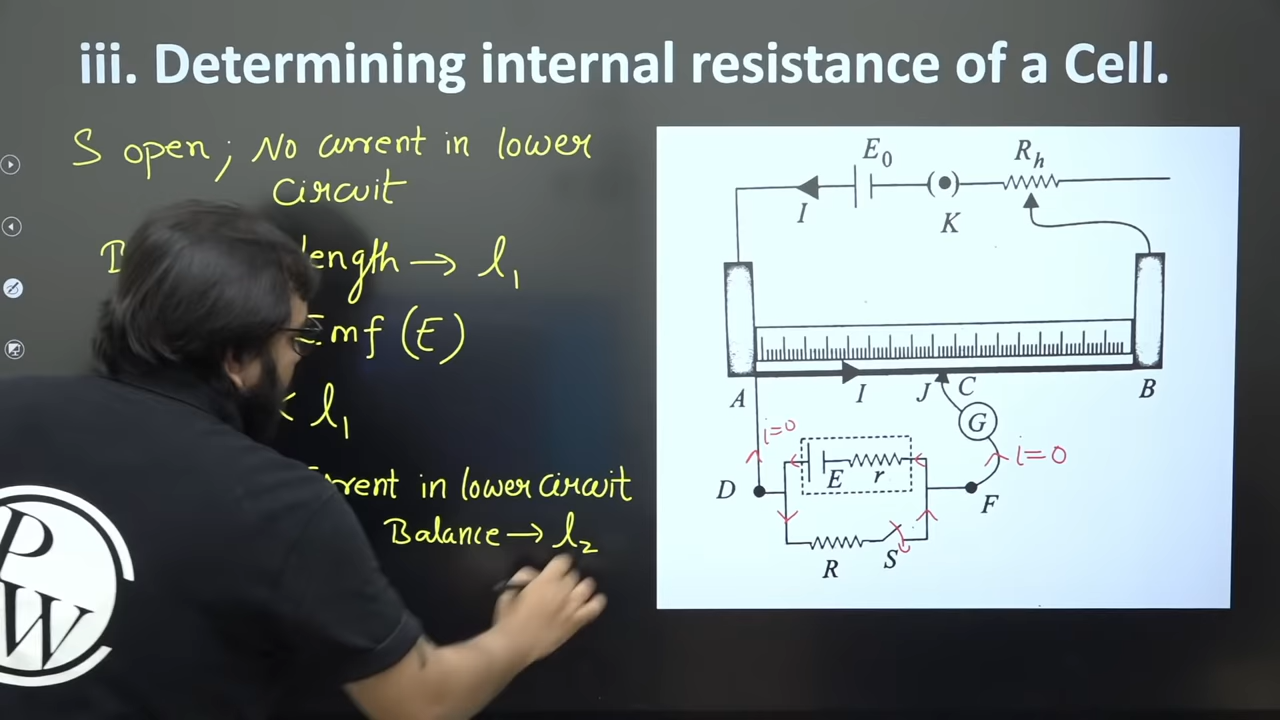 iii. Determining internal resistance of a Cell.
S open; No current in lower
circuit
length → l₁
Emf (E)
l₁
in lower circuit
Balance → l₂
E₀
Rₕ
I
K
A
I
J
C
B
G
i=0
i=0
E
r
D
F
R
S
PW